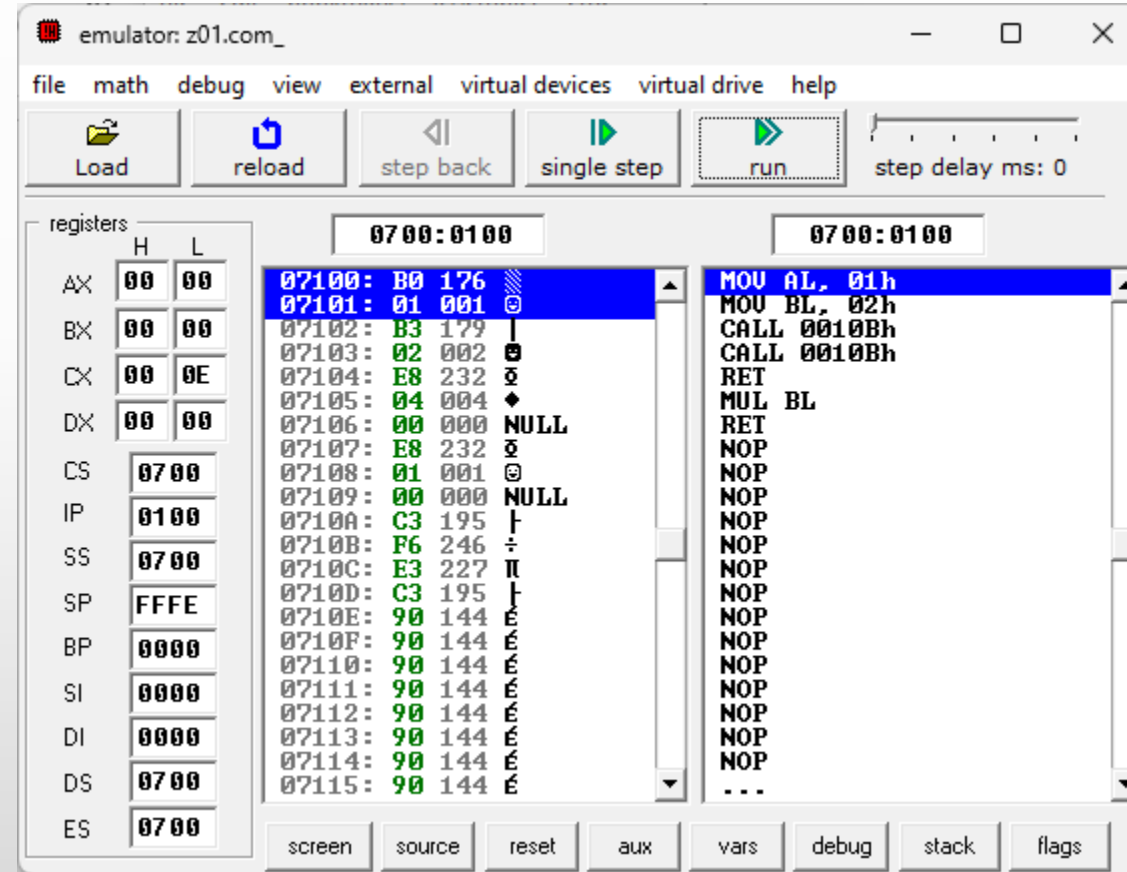 emulator: z01.com_
file math debug view external virtual devices virtual drive help
Load reload step back single step run step delay ms: 0
registers
H L
AX 00 00
BX 00 00
CX 00 0E
DX 00 00
CS 0700
IP 0100
SS 0700
SP FFFE
BP 0000
SI 0000
DI 0000
DS 0700
ES 0700
0700:0100
07100: B0 176 ▒
07101: 01 001 ☺
07102: B3 179 │
07103: 02 002 ☻
07104: E8 232 Φ
07105: 04 004 ♦
07106: 00 000 NULL
07107: E8 232 Φ
07108: 01 001 ☺
07109: 00 000 NULL
0710A: C3 195 ├
0710B: F6 246 ÷
0710C: E3 227 π
0710D: C3 195 ├
0710E: 90 144 É
0710F: 90 144 É
07110: 90 144 É
07111: 90 144 É
07112: 90 144 É
07113: 90 144 É
07114: 90 144 É
07115: 90 144 É
0700:0100
MOV AL, 01h
MOV BL, 02h
CALL 0010Bh
CALL 0010Bh
RET
MUL BL
RET
NOP
NOP
NOP
NOP
NOP
NOP
NOP
NOP
NOP
NOP
NOP
NOP
NOP
NOP
...
screen source reset aux vars debug stack flags